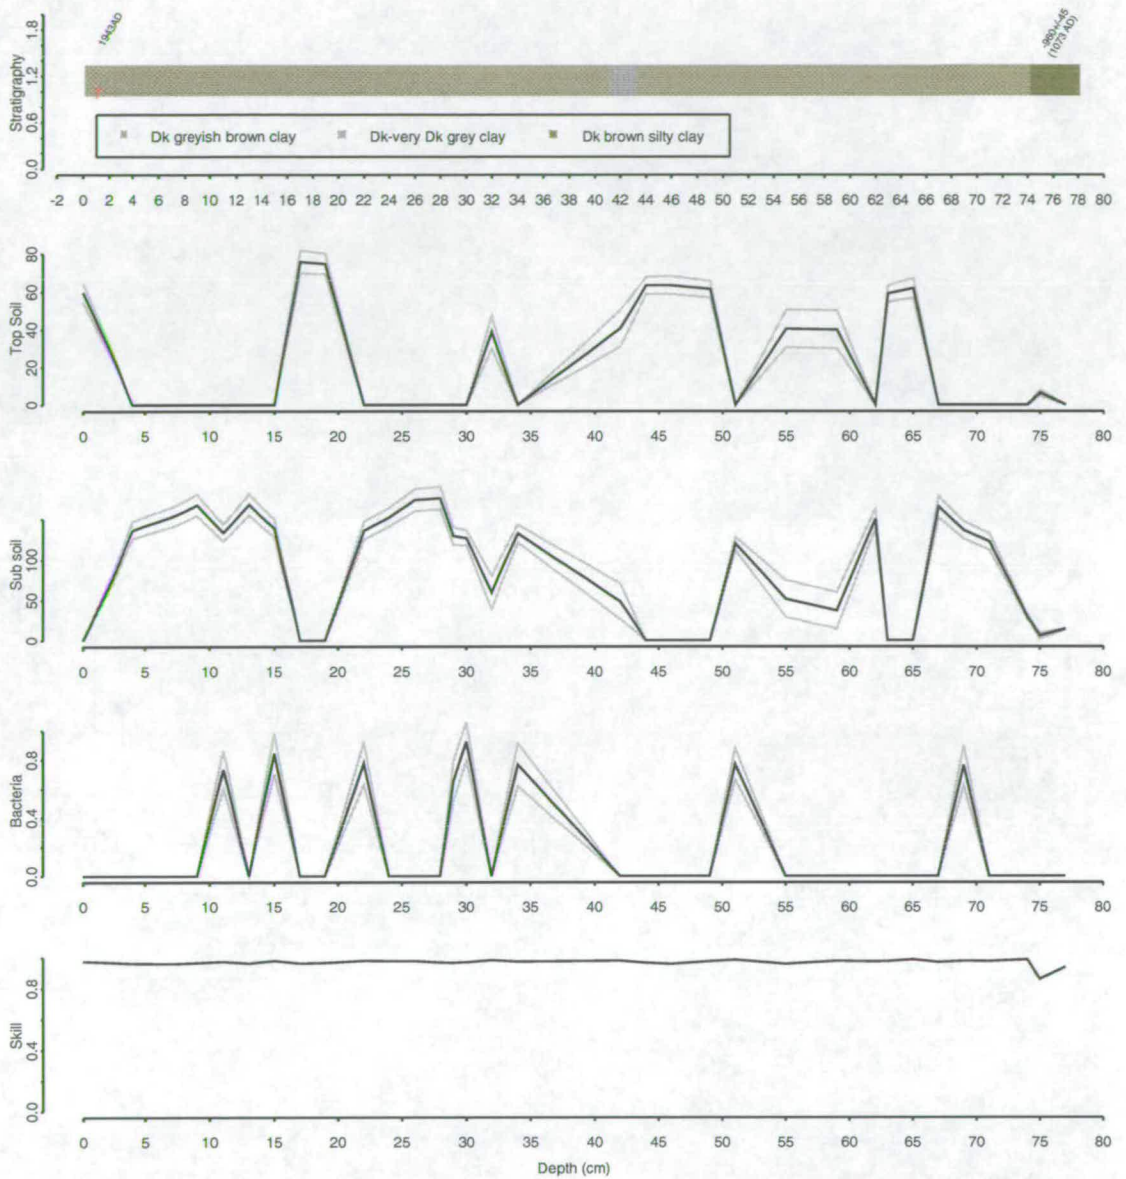 1943AD
-960+/-45
(1073 AD)
Stratigraphy
1.8
1.2
0.6
0.0
Dk greyish brown clay Dk-very Dk grey clay Dk brown silty clay
-2 0 2 4 6 8 10 12 14 16 18 20 22 24 26 28 30 32 34 36 38 40 42 44 46 48 50 51 52 54 56 58 60 62 64 66 68 70 72 74 76 78 80
Top Soil
80
60
40
20
0
0 5 10 15 20 25 30 35 40 45 50 55 60 65 70 75 80
Sub soil
100
50
0
0 5 10 15 20 25 30 35 40 45 50 55 60 65 70 75 80
Bacteria
0.8
0.4
0.0
0 5 10 15 20 25 30 35 40 45 50 55 60 65 70 75 80
Skill
0.8
0.4
0.0
0 5 10 15 20 25 30 35 40 45 50 55 60 65 70 75 80
Depth (cm)